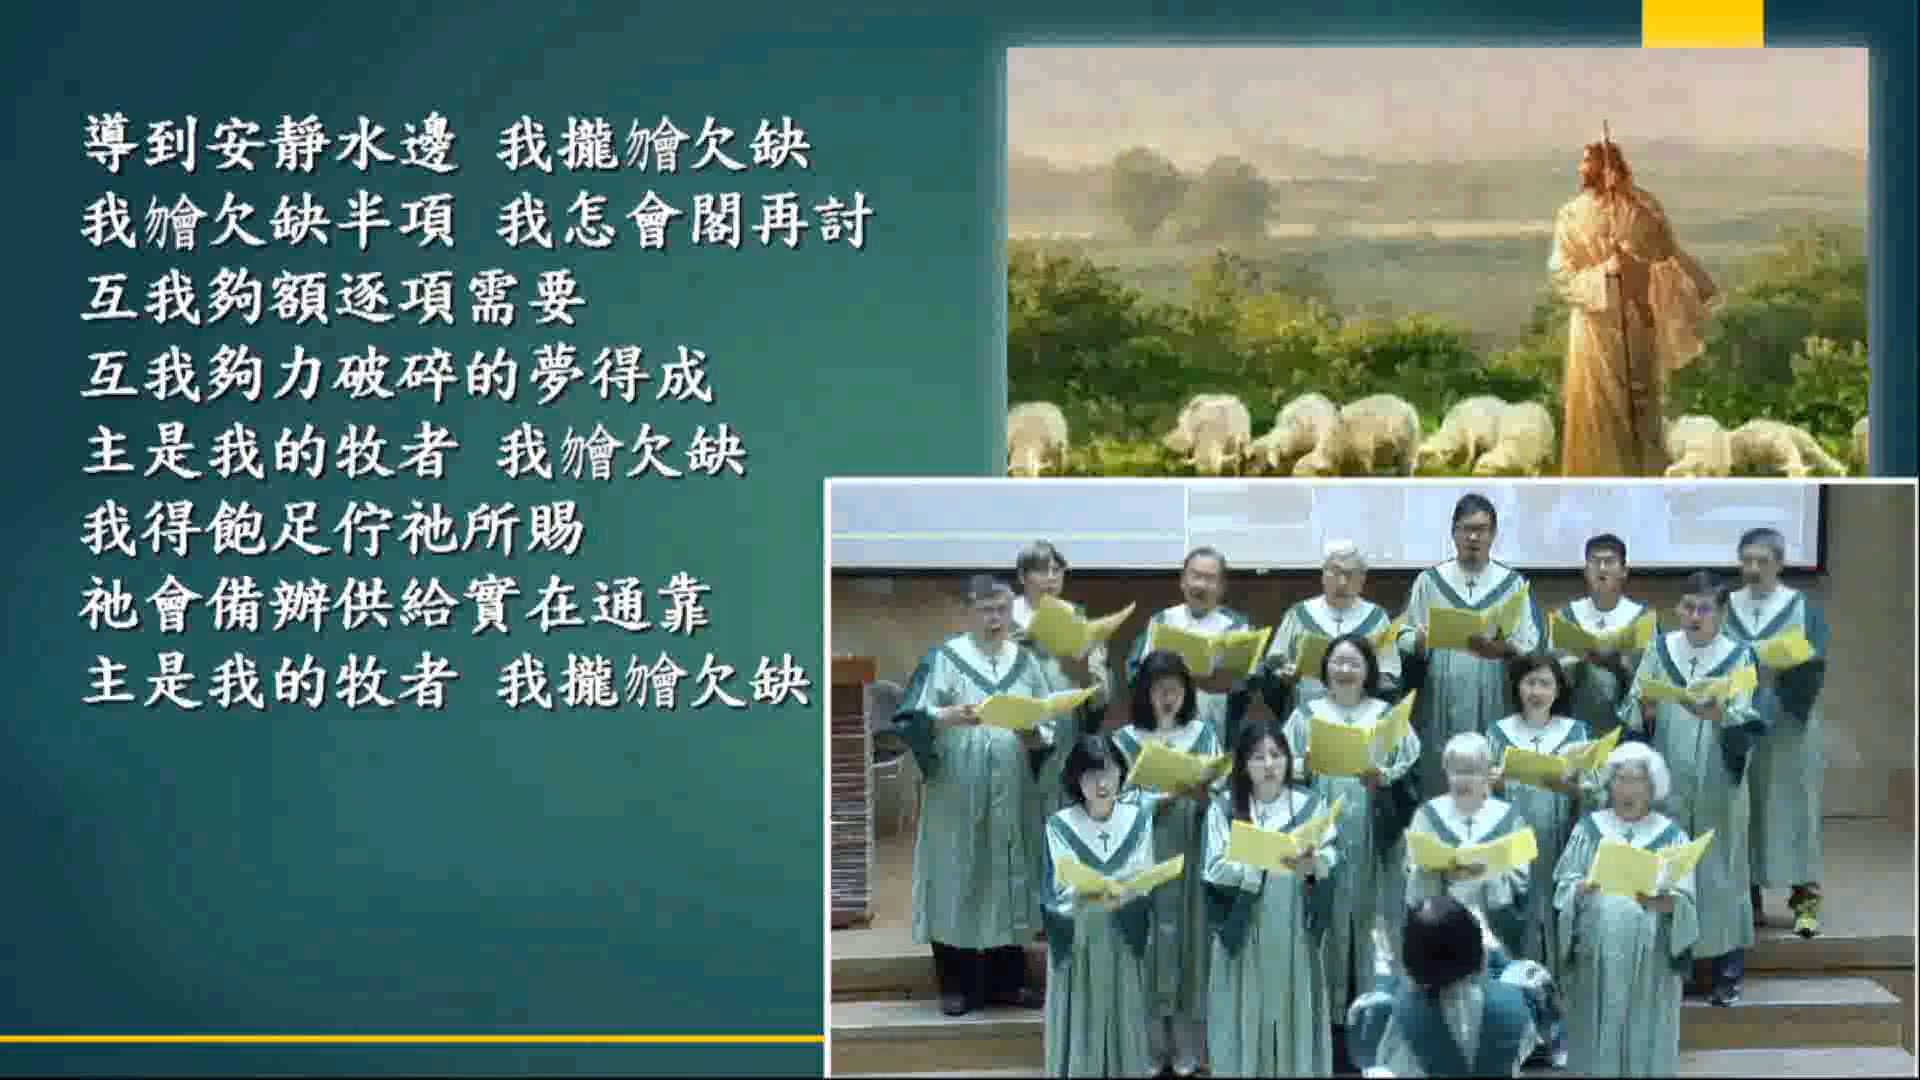 導到安靜水邊 我攏𣍐欠缺
我𣍐欠缺半項 我怎會閣再討
互我夠額逐項需要
互我夠力破碎的夢得成
主是我的牧者 我𣍐欠缺
我得飽足佇祂所賜
祂會備辦供給實在通靠
主是我的牧者 我攏𣍐欠缺